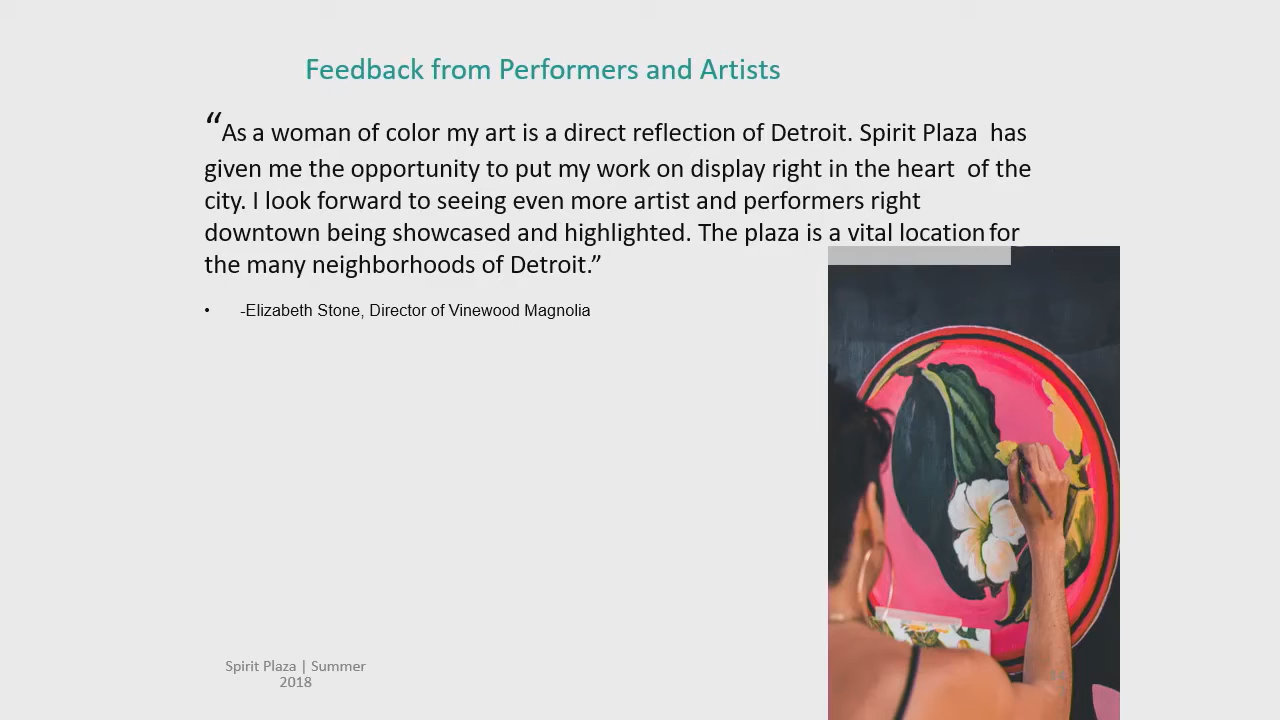 Feedback from Performers and Artists
“As a woman of color my art is a direct reflection of Detroit. Spirit Plaza has
given me the opportunity to put my work on display right in the heart of the
city. I look forward to seeing even more artist and performers right
downtown being showcased and highlighted. The plaza is a vital location for
the many neighborhoods of Detroit.”
• -Elizabeth Stone, Director of Vinewood Magnolia
Spirit Plaza | Summer
2018